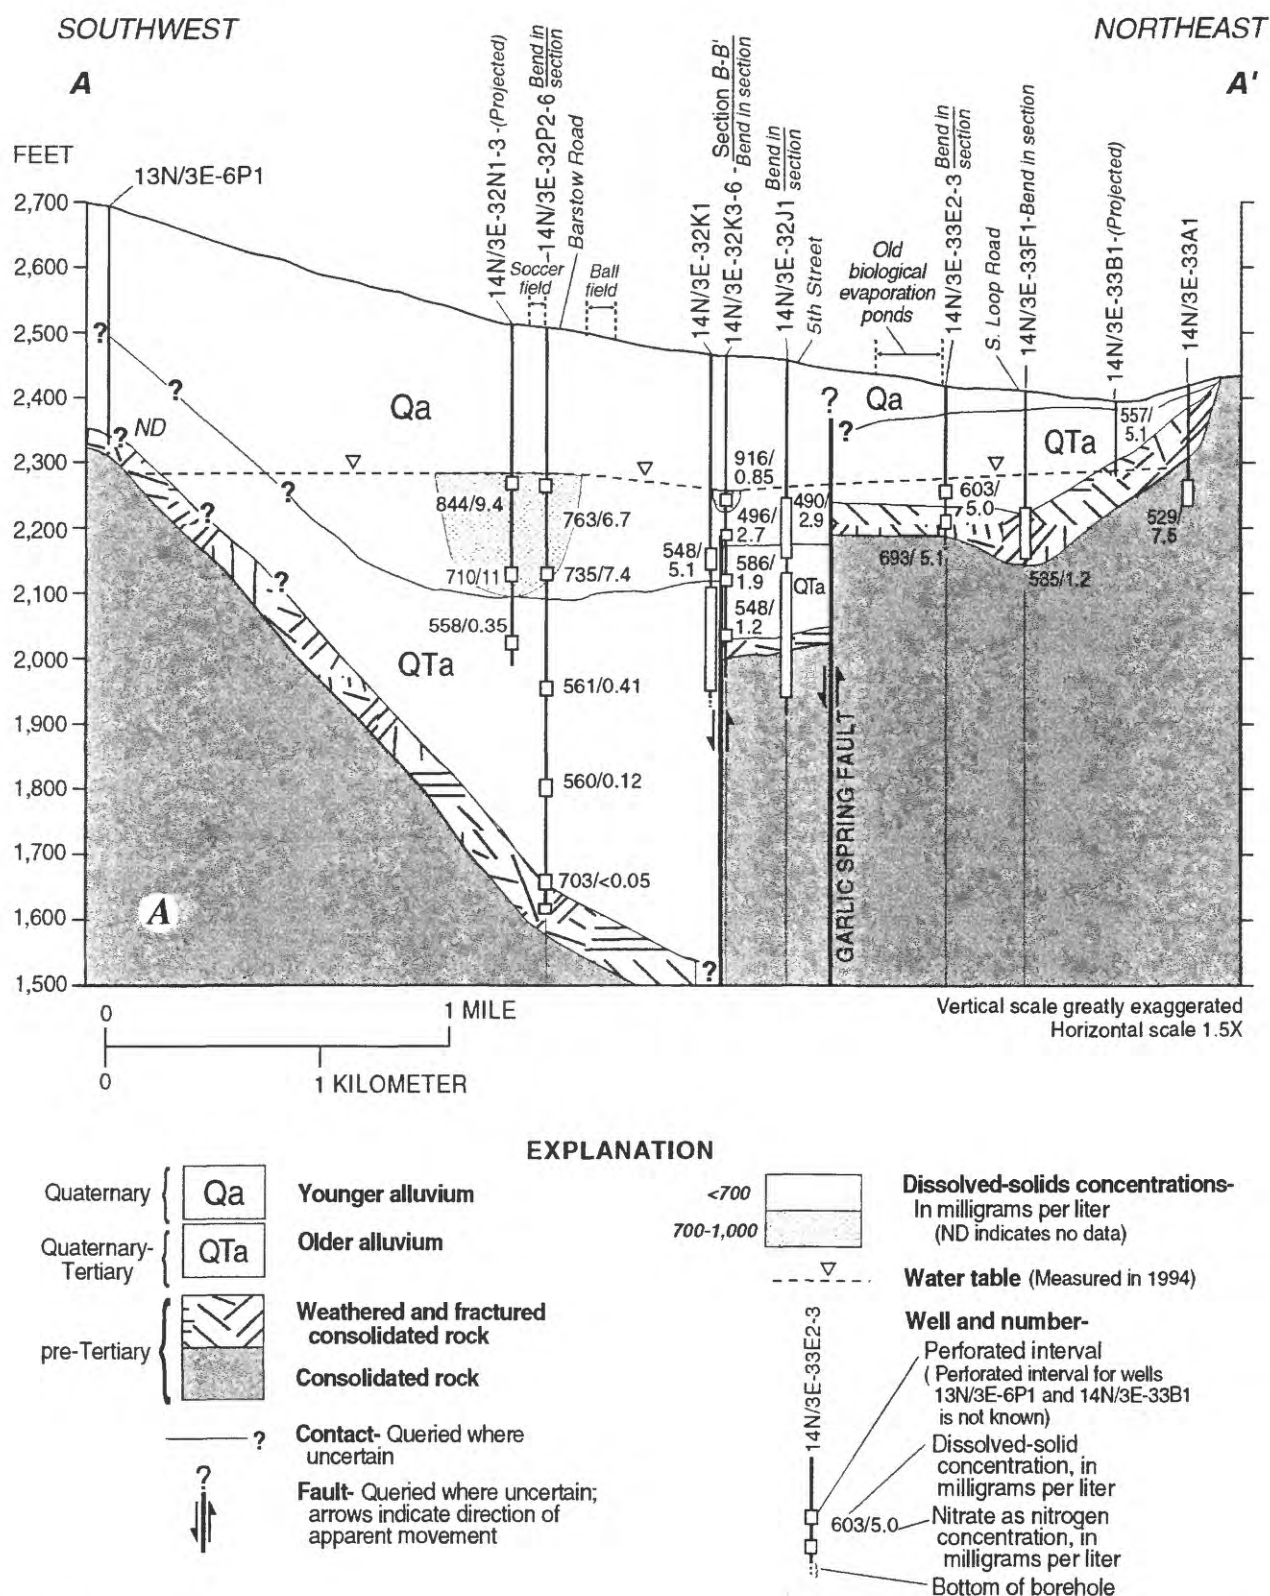 SOUTHWEST
NORTHEAST
A
A'
FEET
13N/3E-6P1
14N/3E-32N1-3 -(Projected)
14N/3E-32P2-6 Bend in
section
Barstow Road
Soccer
field
Ball
field
14N/3E-32K1
14N/3E-32K3-6 - Section B-B'
Bend in section
14N/3E-32J1 Bend in
section
5th Street
Old
biological
evaporation
ponds
14N/3E-33E2-3 Bend in
section
S. Loop Road
14N/3E-33F1-Bend in section
14N/3E-33B1-(Projected)
14N/3E-33A1
2,700
2,600
2,500
2,400
2,300
2,200
2,100
2,000
1,900
1,800
1,700
1,600
1,500
?
?
?
?
?
?
?
?
?
ND
Qa
Qa
QTa
QTa
QTa
844/9.4
710/11
558/0.35
763/6.7
735/7.4
561/0.41
560/0.12
703/<0.05
548/
5.1
916/
0.85
496/
2.7
586/
1.9
548/
1.2
490/
2.9
603/
5.0
693/5.1
585/1.2
557/
5.1
529/
7.5
GARLIC SPRING FAULT
A
0
1 MILE
0
1 KILOMETER
Vertical scale greatly exaggerated
Horizontal scale 1.5X
EXPLANATION
Quaternary
Qa
Younger alluvium
Quaternary-
Tertiary
QTa
Older alluvium
pre-Tertiary
Weathered and fractured
consolidated rock
Consolidated rock
?
Contact- Queried where
uncertain
?
Fault- Queried where uncertain;
arrows indicate direction of
apparent movement
<700
700-1,000
Dissolved-solids concentrations-
In milligrams per liter
(ND indicates no data)
Water table (Measured in 1994)
14N/3E-33E2-3
Well and number-
Perforated interval
( Perforated interval for wells
13N/3E-6P1 and 14N/3E-33B1
is not known)
603/5.0
Dissolved-solid
concentration, in
milligrams per liter
Nitrate as nitrogen
concentration, in
milligrams per liter
Bottom of borehole